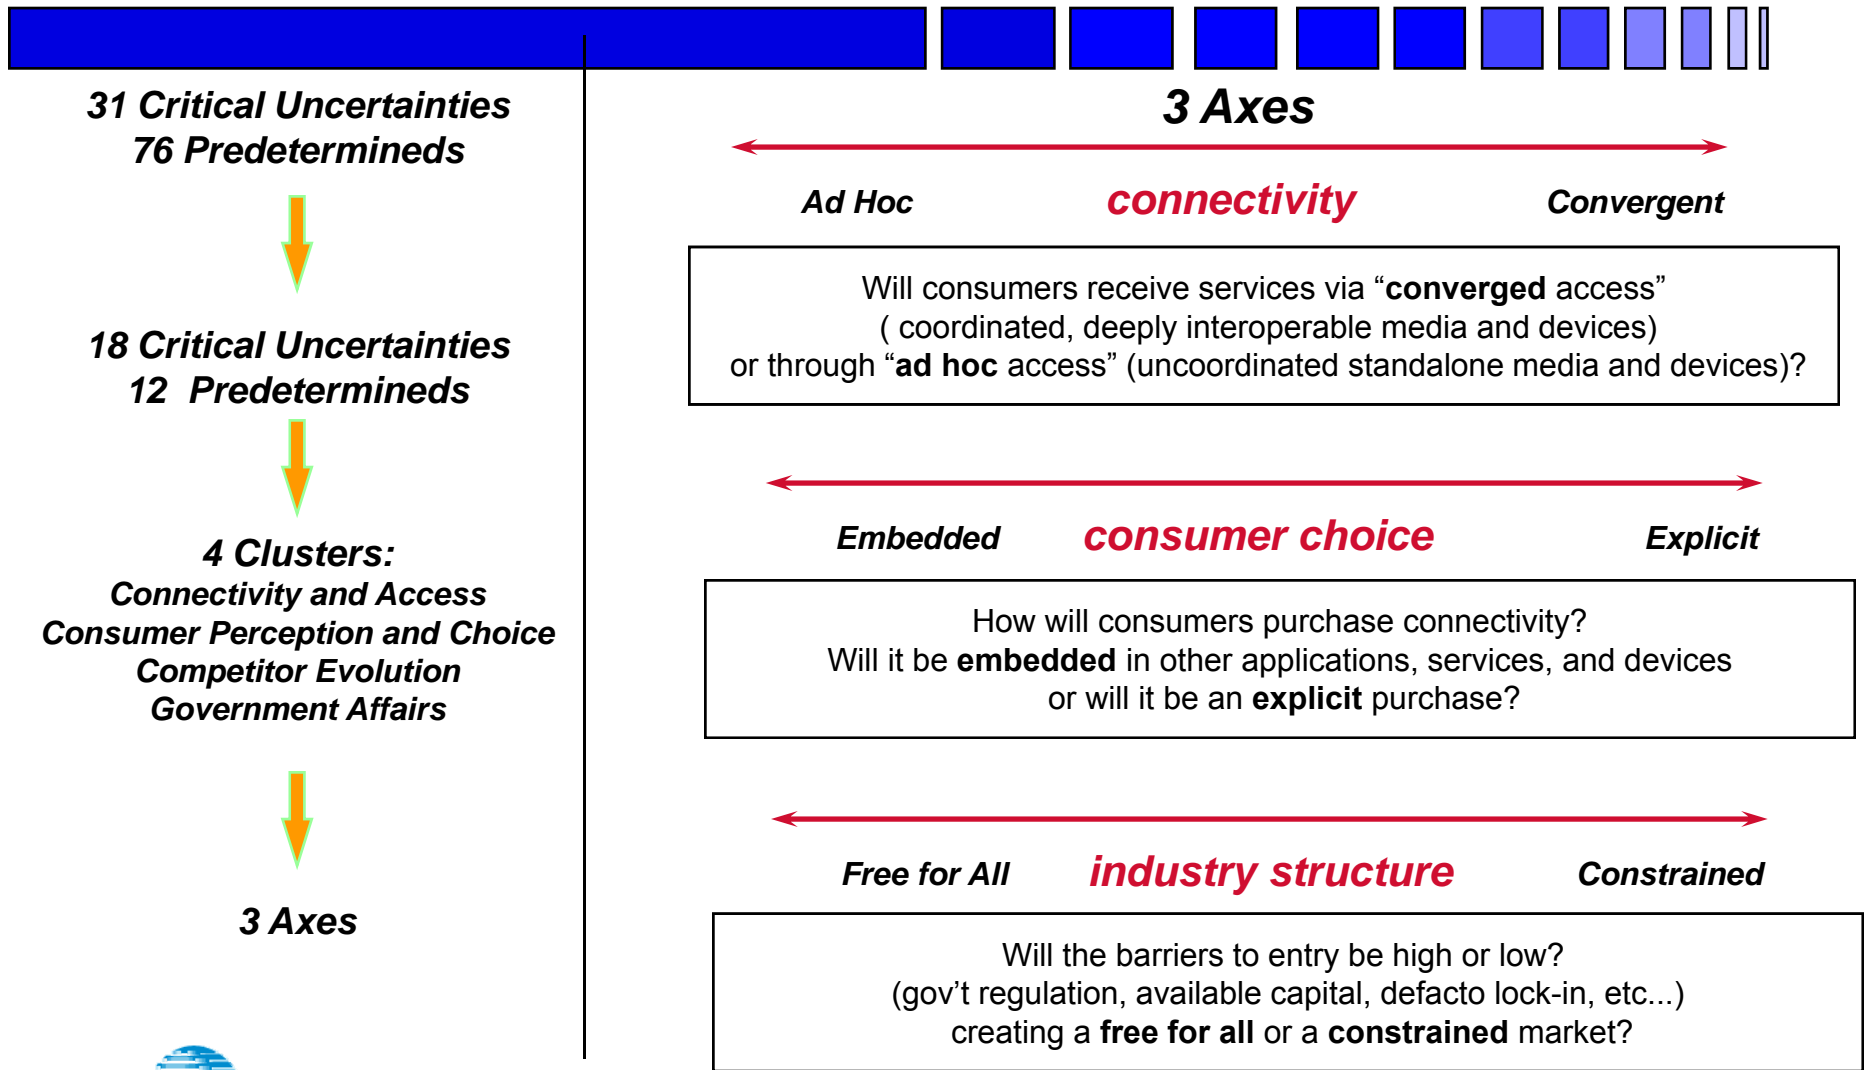 31 Critical Uncertainties
76 Predetermineds
18 Critical Uncertainties
12 Predetermineds
4 Clusters:
Connectivity and Access
Consumer Perception and Choice
Competitor Evolution
Government Affairs
3 Axes
3 Axes
Ad Hoc connectivity Convergent
Will consumers receive services via “converged access”
( coordinated, deeply interoperable media and devices)
or through “ad hoc access” (uncoordinated standalone media and devices)?
Embedded consumer choice Explicit
How will consumers purchase connectivity?
Will it be embedded in other applications, services, and devices
or will it be an explicit purchase?
Free for All industry structure Constrained
Will the barriers to entry be high or low?
(gov’t regulation, available capital, defacto lock-in, etc...)
creating a free for all or a constrained market?